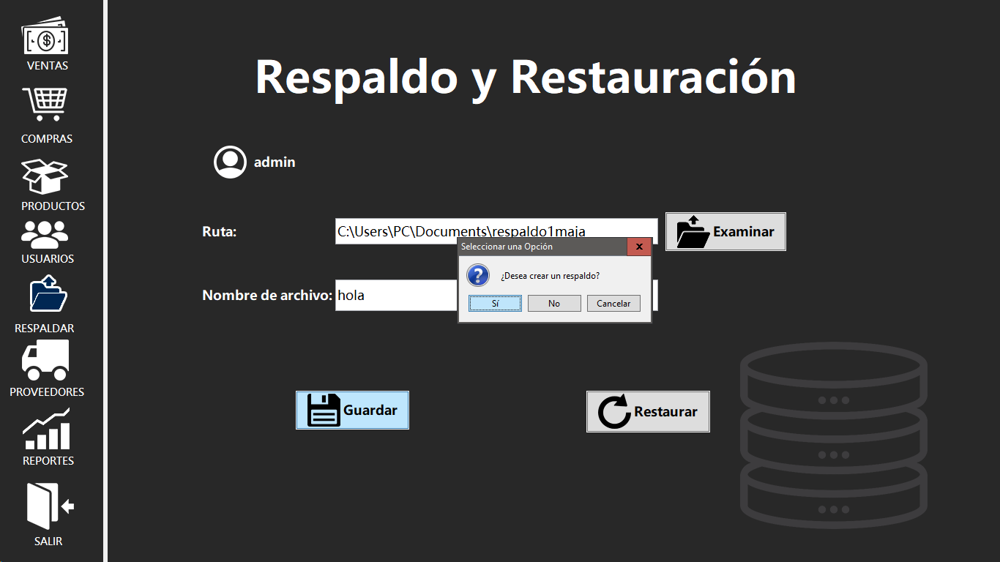 VENTAS
COMPRAS
PRODUCTOS
USUARIOS
RESPALDAR
PROVEEDORES
REPORTES
SALIR
Respaldo y Restauración
admin
Ruta:
C:\Users\PC\Documents\respaldo1maja
Examinar
Nombre de archivo:
hola
Seleccionar una Opción
x
¿Desea crear un respaldo?
Sí
No
Cancelar
Guardar
Restaurar